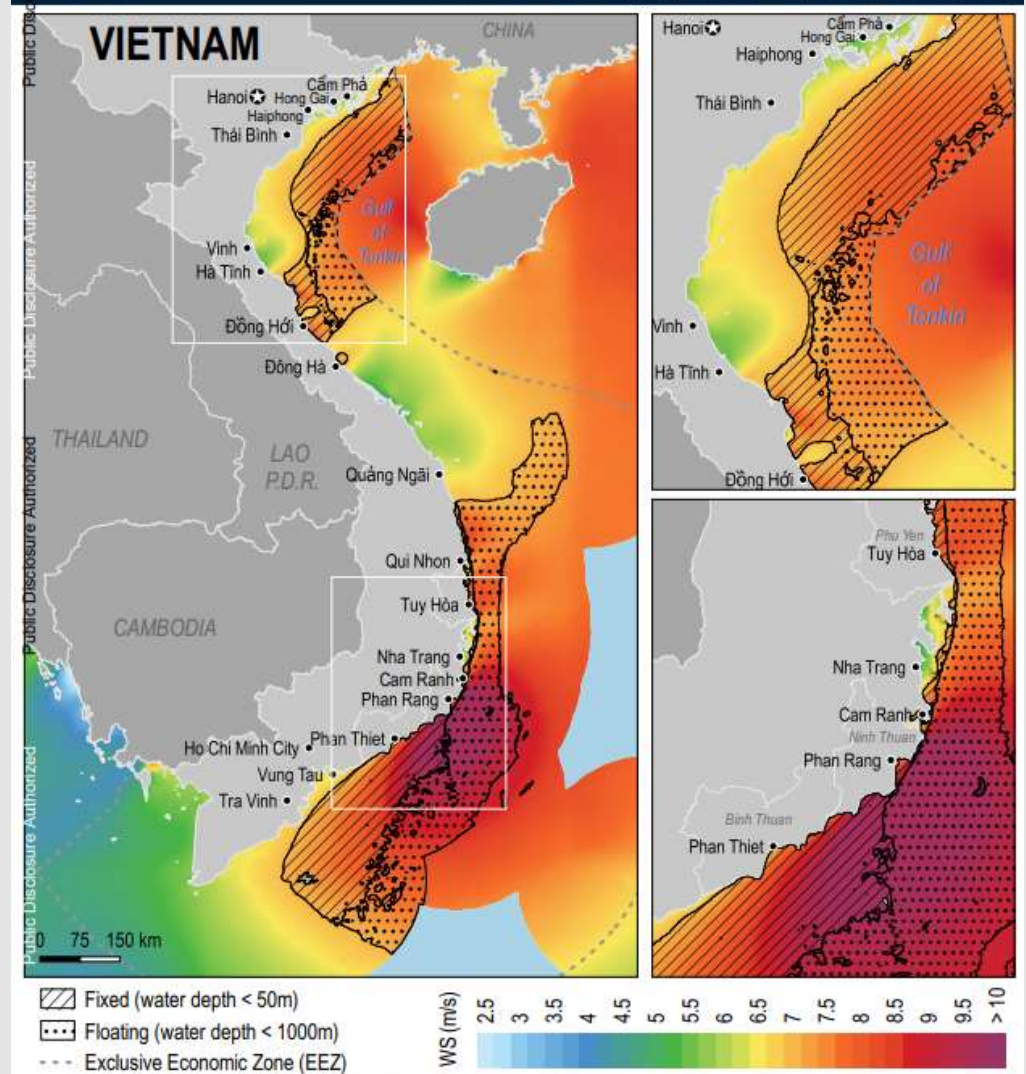 VIETNAM
CHINA
Hanoi
Cẩm Phả
Hong Gai
Haiphong
Thái Bình
Gulf
of
Tonkin
Vinh
Hà Tĩnh
Đồng Hới
Đông Hà
THAILAND
LAO
P.D.R.
Quảng Ngãi
Qui Nhon
Tuy Hòa
CAMBODIA
Nha Trang
Cam Ranh
Phan Rang
Phan Thiet
Ho Chi Minh City
Vung Tau
Tra Vinh
0 75 150 km
Hanoi
Cẩm Phả
Hong Gai
Haiphong
Thái Bình
Gulf
of
Tonkin
Vinh
Hà Tĩnh
Đồng Hới
Phu Yen
Tuy Hòa
Nha Trang
Cam Ranh
Ninh Thuan
Phan Rang
Binh Thuan
Phan Thiet
Public Disclosure Authorized
Public Disclosure Authorized
Public Disclosure Authorized
Fixed (water depth < 50m)
Floating (water depth < 1000m)
Exclusive Economic Zone (EEZ)
WS (m/s)
2.5 3 3.5 4 4.5 5 5.5 6 6.5 7 7.5 8 8.5 9 9.5 > 10